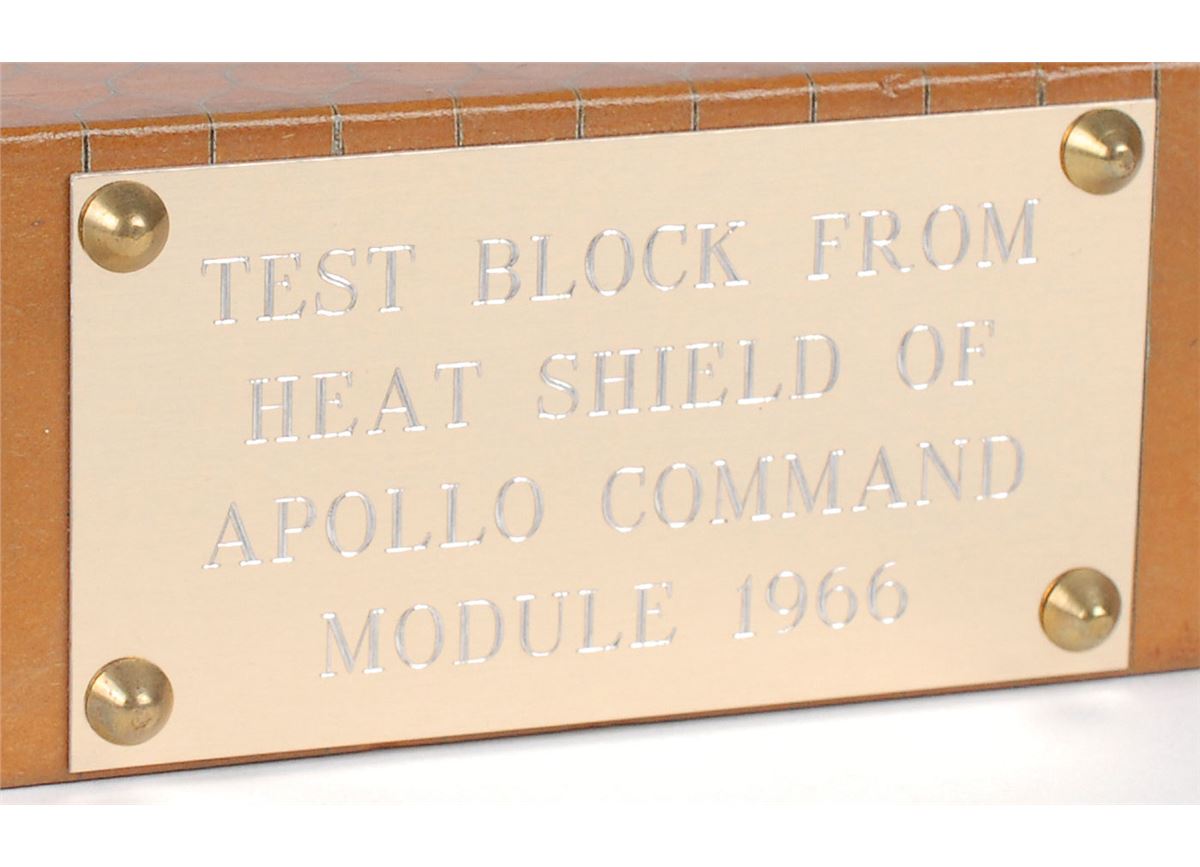 TEST BLOCK FROM
HEAT SHIELD OF
APOLLO COMMAND
MODULE 1966